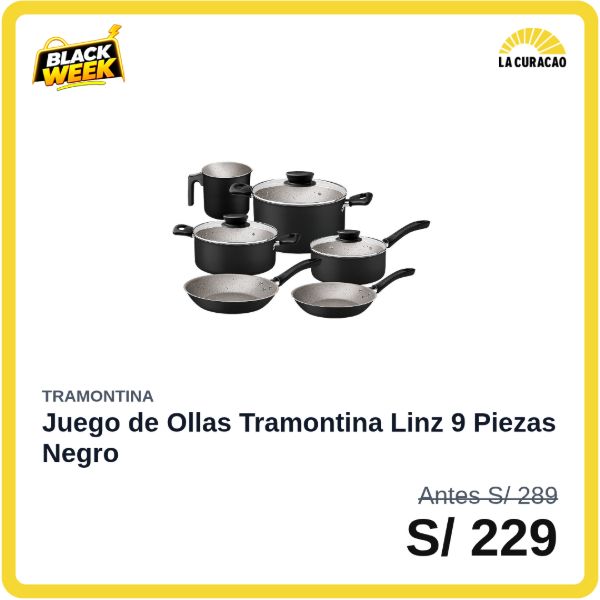 BLACK
WEEK
LA CURACAO
TRAMONTINA
Juego de Ollas Tramontina Linz 9 Piezas
Negro
Antes S/ 289
S/ 229